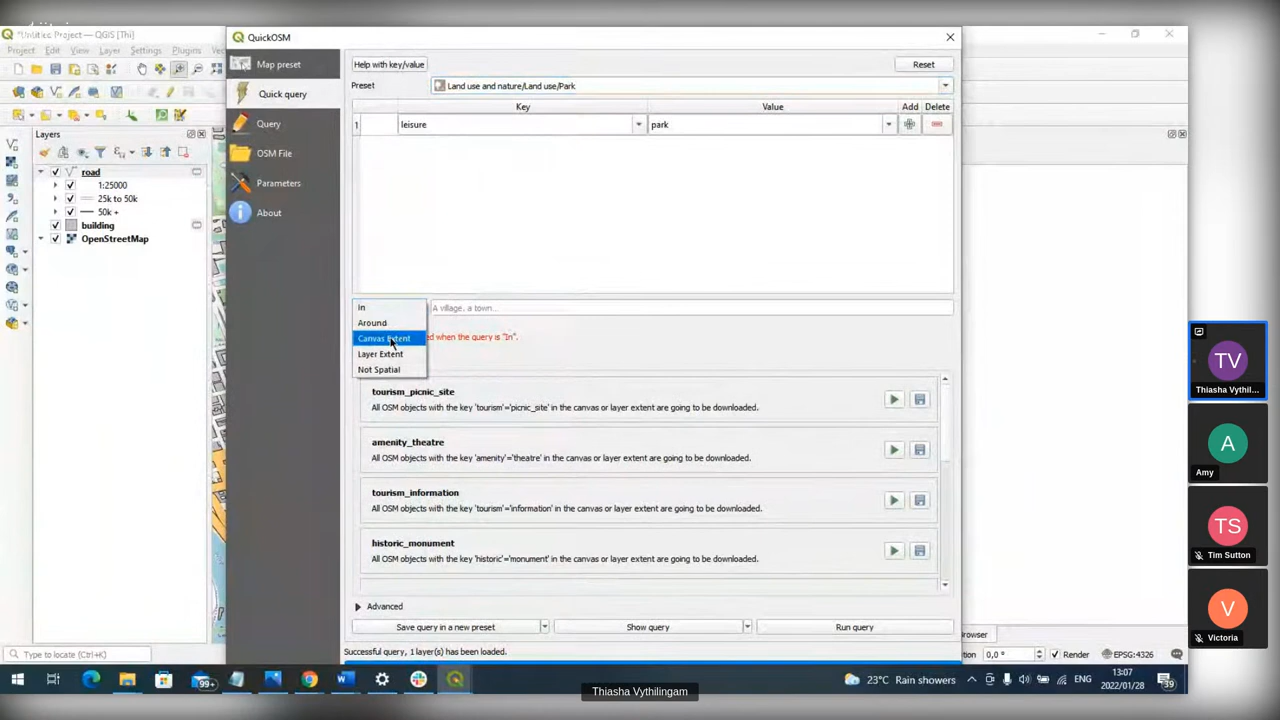 *Untitled Project — QGIS [Thi]
QuickOSM
Project Edit View Layer Settings Plugins
Map preset
Quick query
Query
OSM File
Parameters
About
Help with key/value
Reset
Preset
Land use and nature/Land use/Park
Key
Value
Add
Delete
1
leisure
park
Layers
road
1:25000
25k to 50k
50k +
building
OpenStreetMap
In
A village, a town...
Around
Canvas Extent
d when the query is "In".
Layer Extent
Not Spatial
tourism_picnic_site
All OSM objects with the key 'tourism'='picnic_site' in the canvas or layer extent are going to be downloaded.
amenity_theatre
All OSM objects with the key 'amenity'='theatre' in the canvas or layer extent are going to be downloaded.
tourism_information
All OSM objects with the key 'tourism'='information' in the canvas or layer extent are going to be downloaded.
historic_monument
All OSM objects with the key 'historic'='monument' in the canvas or layer extent are going to be downloaded.
Advanced
Save query in a new preset
Show query
Run query
Successful query, 1 layer(s) has been loaded.
Type to locate (Ctrl+K)
rowser
tion
0,0 °
Render
EPSG:4326
99+
23°C Rain showers
ENG
13:07
2022/01/28
39
Thiasha Vythilingam
TV
Thiasha Vythil...
A
Amy
TS
Tim Sutton
V
Victoria